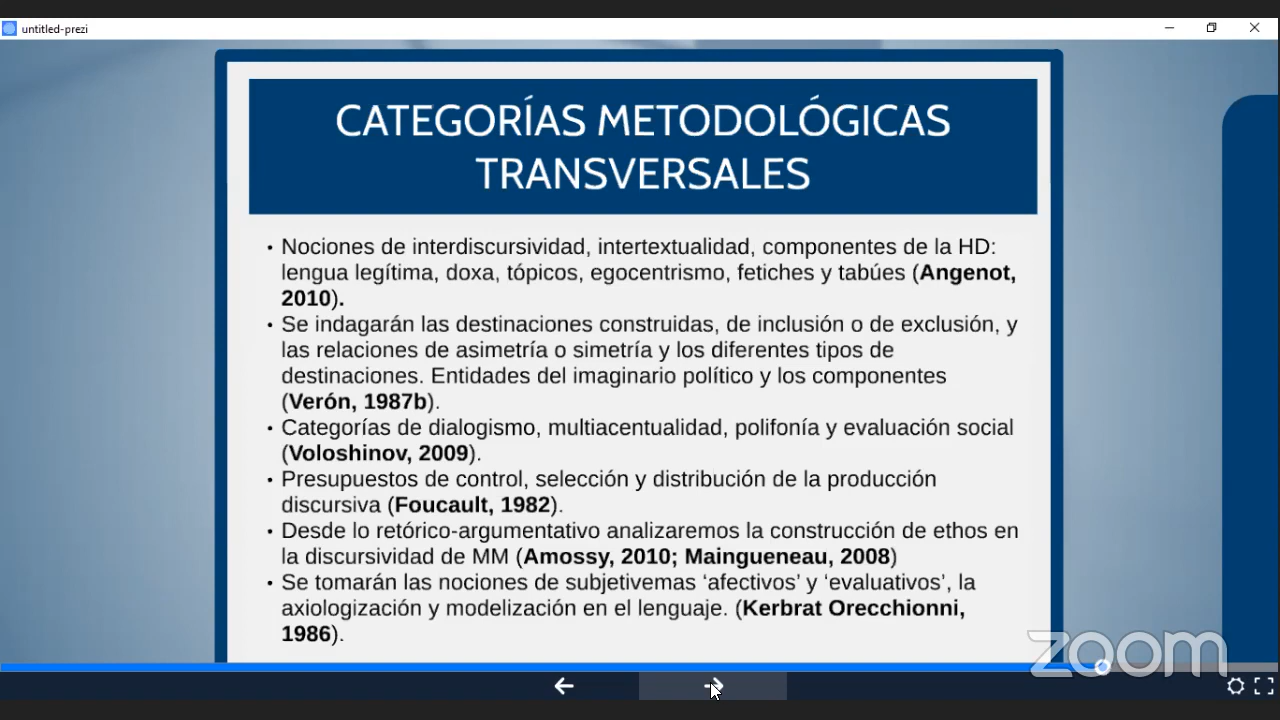 untitled-prezi
CATEGORÍAS METODOLÓGICAS
TRANSVERSALES
• Nociones de interdiscursividad, intertextualidad, componentes de la HD:
lengua legítima, doxa, tópicos, egocentrismo, fetiches y tabúes (Angenot,
2010).
• Se indagarán las destinaciones construidas, de inclusión o de exclusión, y
las relaciones de asimetría o simetría y los diferentes tipos de
destinaciones. Entidades del imaginario político y los componentes
(Verón, 1987b).
• Categorías de dialogismo, multiacentualidad, polifonía y evaluación social
(Voloshinov, 2009).
• Presupuestos de control, selección y distribución de la producción
discursiva (Foucault, 1982).
• Desde lo retórico-argumentativo analizaremos la construcción de ethos en
la discursividad de MM (Amossy, 2010; Maingueneau, 2008)
• Se tomarán las nociones de subjetivemas ‘afectivos’ y ‘evaluativos’, la
axiologización y modelización en el lenguaje. (Kerbrat Orecchionni,
1986).
zoom